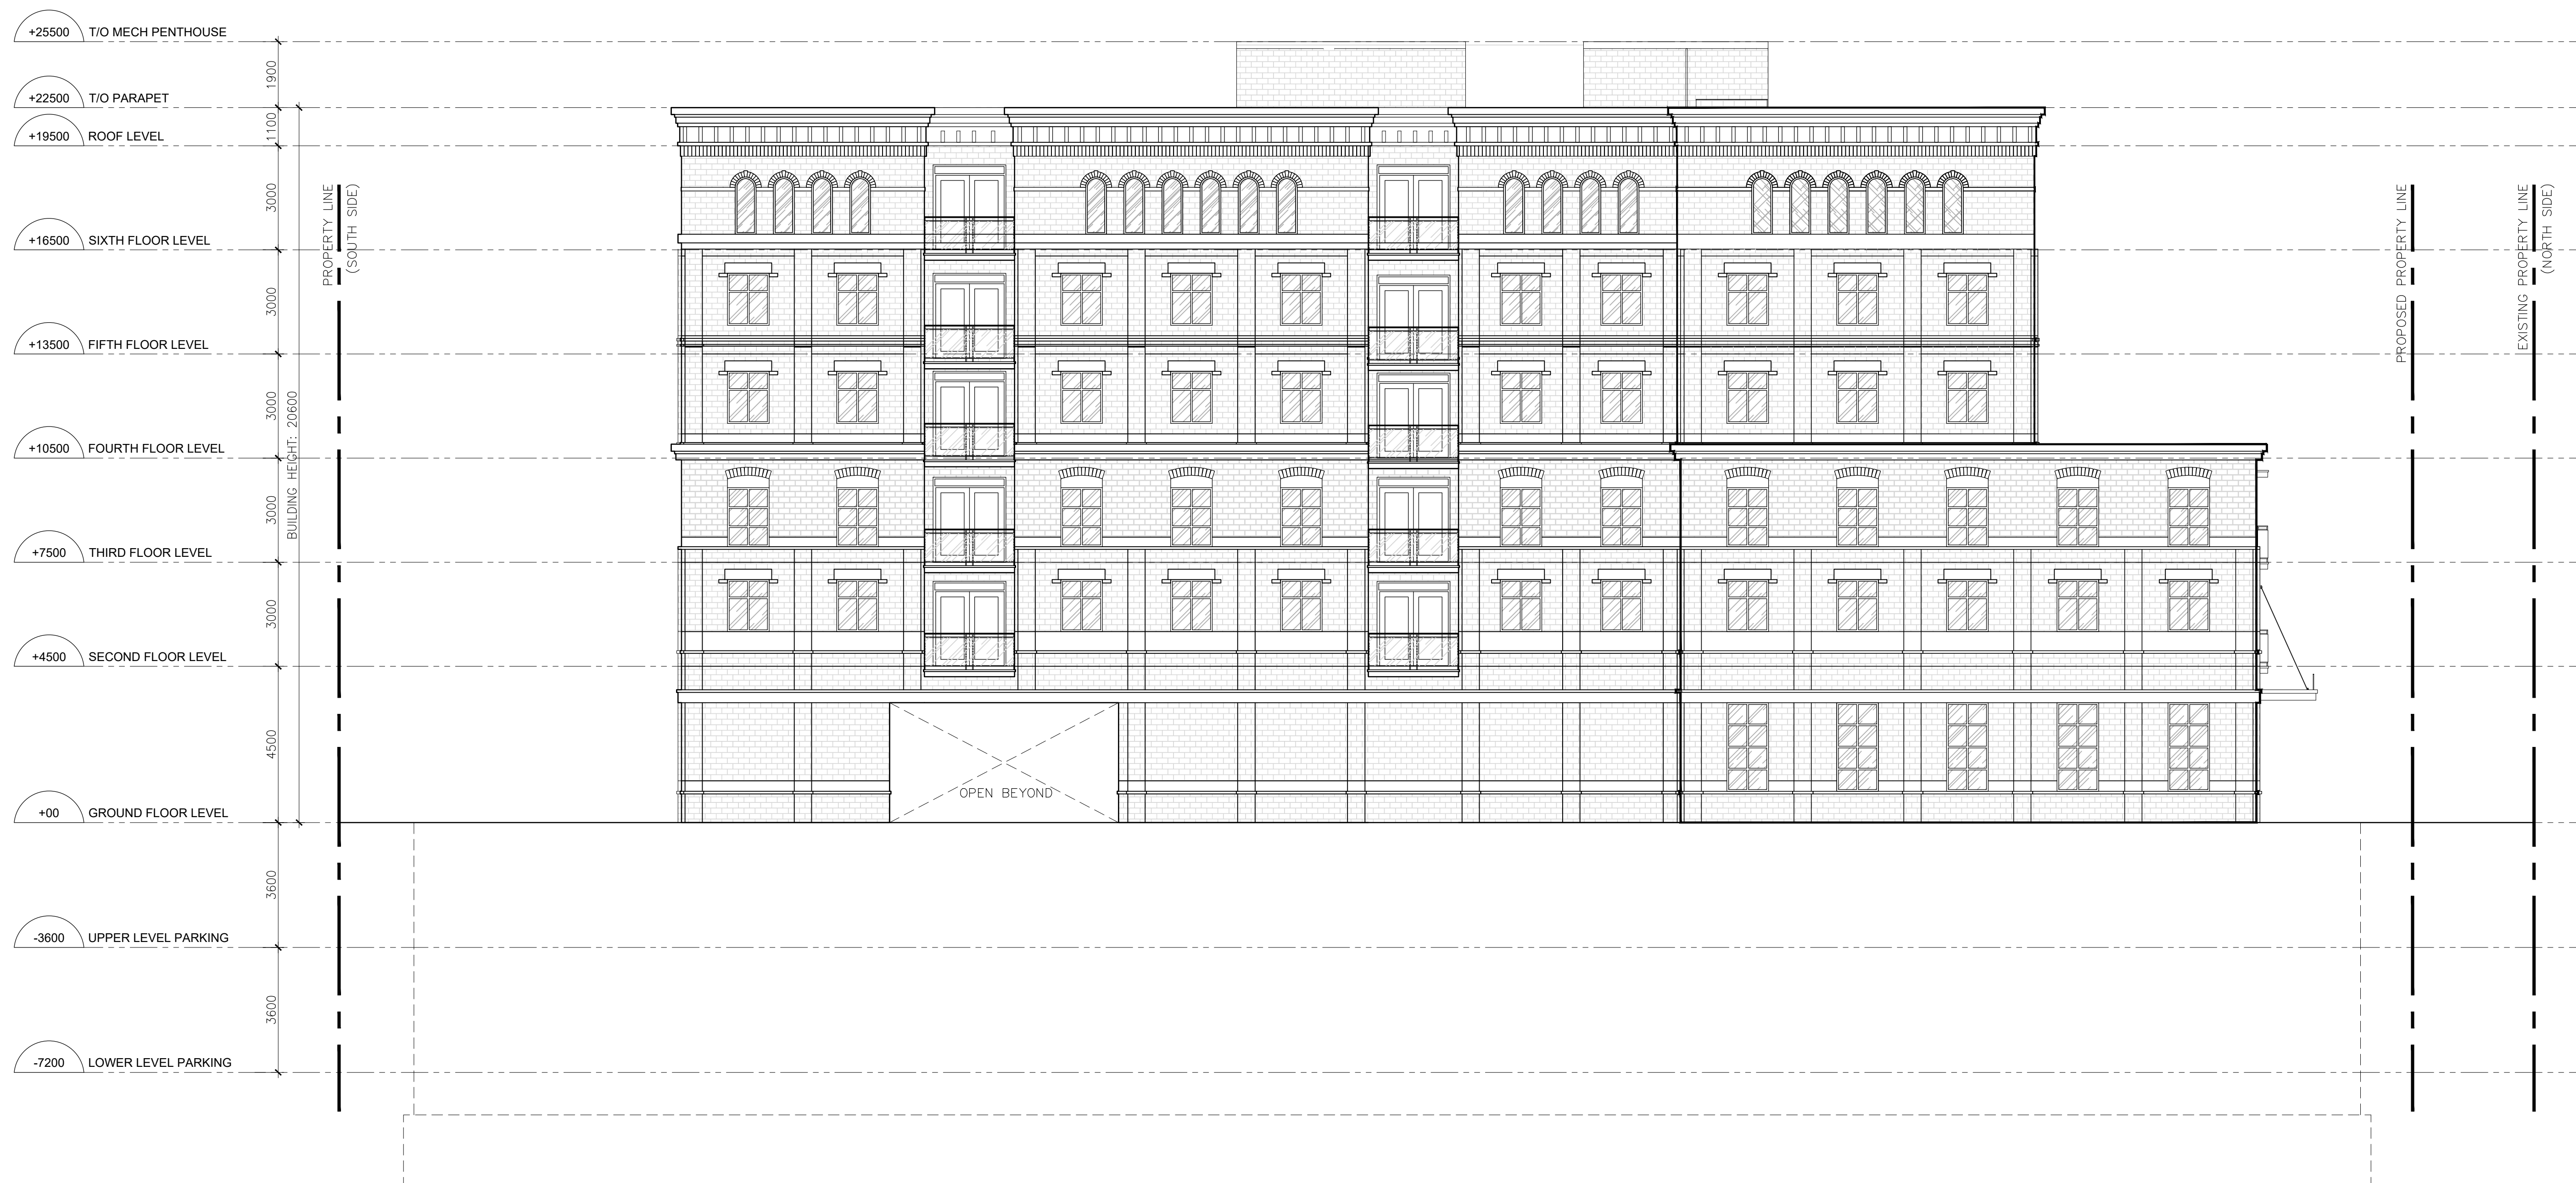 +25500 T/O MECH PENTHOUSE
1900
+22500 T/O PARAPET
1100
+19500 ROOF LEVEL
3000
PROPERTY LINE
(SOUTH SIDE)
PROPOSED PROPERTY LINE
EXISTING PROPERTY LINE
(NORTH SIDE)
+16500 SIXTH FLOOR LEVEL
3000
+13500 FIFTH FLOOR LEVEL
3000
BUILDING HEIGHT: 20600
+10500 FOURTH FLOOR LEVEL
3000
+7500 THIRD FLOOR LEVEL
3000
+4500 SECOND FLOOR LEVEL
4500
OPEN BEYOND
+00 GROUND FLOOR LEVEL
3600
-3600 UPPER LEVEL PARKING
3600
-7200 LOWER LEVEL PARKING